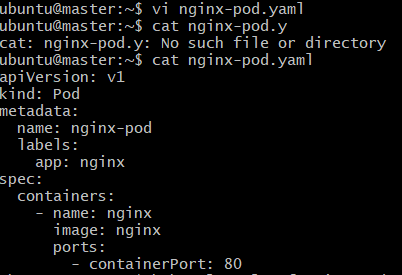 ubuntu@master:~$ vi nginx-pod.yaml
ubuntu@master:~$ cat nginx-pod.y
cat: nginx-pod.y: No such file or directory
ubuntu@master:~$ cat nginx-pod.yaml
apiVersion: v1
kind: Pod
metadata:
  name: nginx-pod
  labels:
    app: nginx
spec:
  containers:
    - name: nginx
      image: nginx
      ports:
        - containerPort: 80